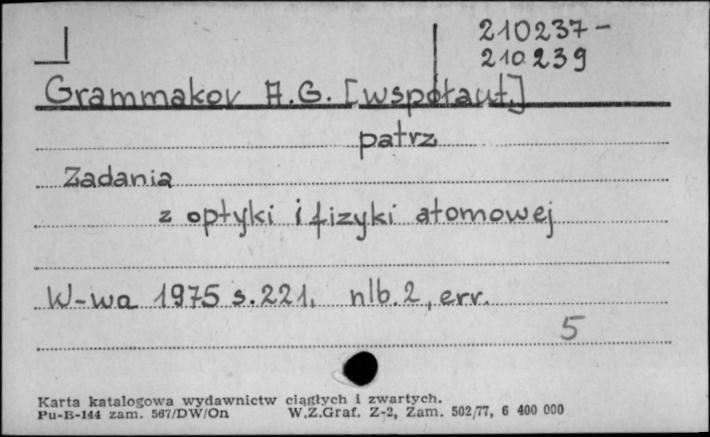 210237-
210239
Grammakov A.G. [współaut.]
patrz
Zadania
z optyki i fizyki atomowej
W-wa 1975 s.221. nlb.2, err.
5
Karta katalogowa wydawnictw ciągłych i zwartych.
Pu-B-144 zam. 567/DW/On W.Z.Graf. Z-2, Zam. 502/77, 6 400 000